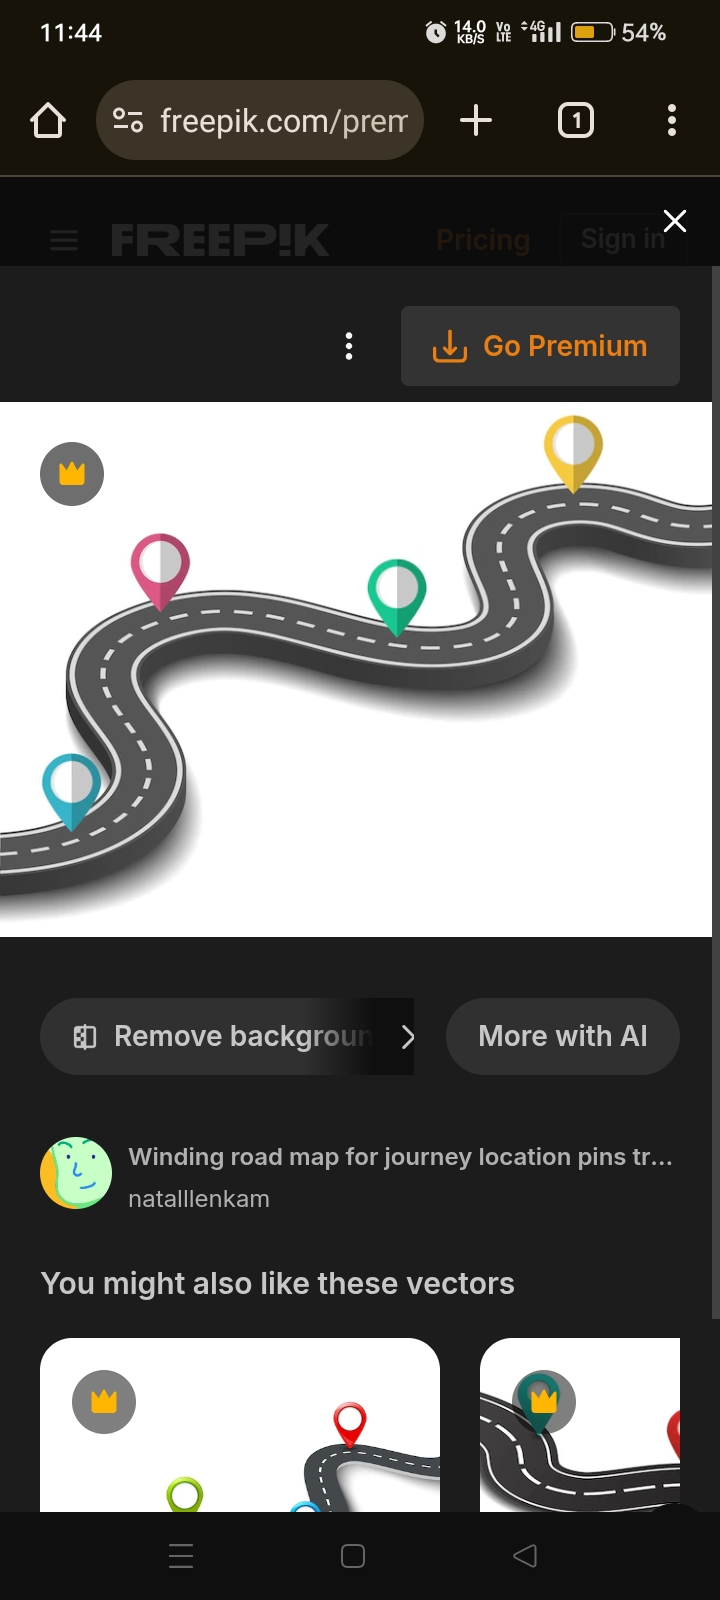 11:44
14.0
KB/S
Vo
LTE
4G
54%
freepik.com/prem
1
FREEPIK
Pricing
Sign in
Go Premium
Remove backgroun
More with AI
Winding road map for journey location pins tr...
natalllenkam
You might also like these vectors